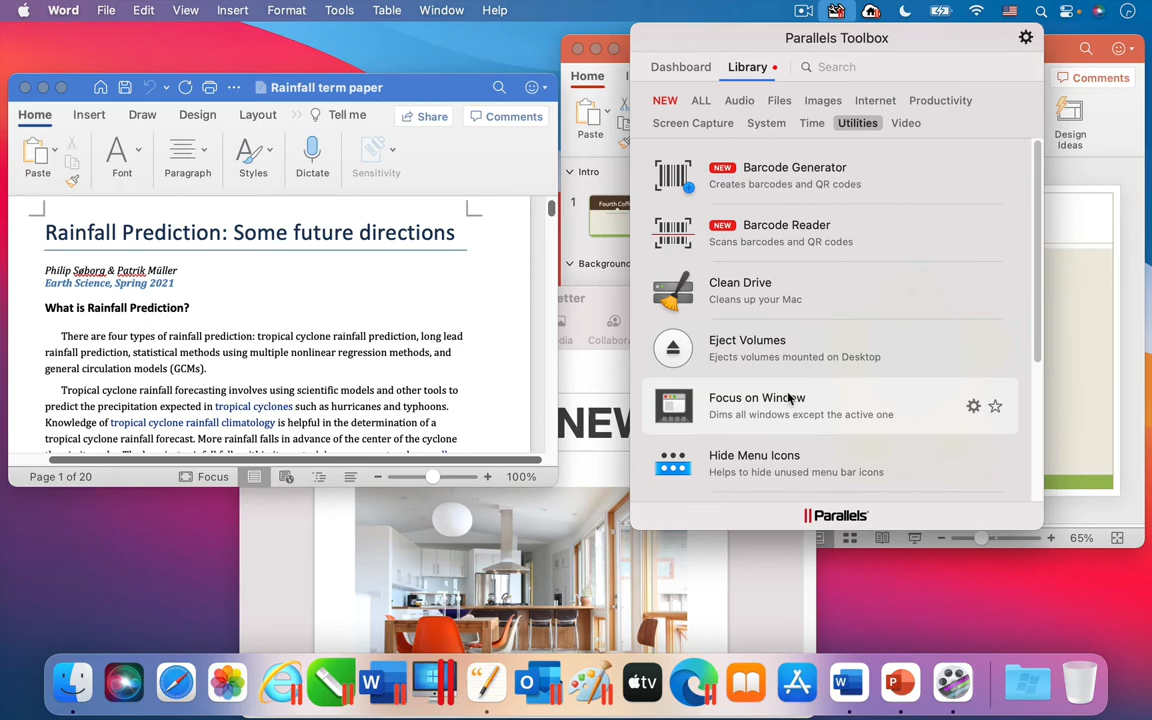 Word File Edit View Insert Format Tools Table Window Help
Rainfall term paper
Home Insert Draw Design Layout Tell me Share Comments
Paste Font Paragraph Styles Dictate Sensitivity
Rainfall Prediction: Some future directions
Philip Søborg & Patrik Müller
Earth Science, Spring 2021
What is Rainfall Prediction?
There are four types of rainfall prediction: tropical cyclone rainfall prediction, long lead
rainfall prediction, statistical methods using multiple nonlinear regression methods, and
general circulation models (GCMs).
Tropical cyclone rainfall forecasting involves using scientific models and other tools to
predict the precipitation expected in tropical cyclones such as hurricanes and typhoons.
Knowledge of tropical cyclone rainfall climatology is helpful in the determination of a
tropical cyclone rainfall forecast. More rainfall falls in advance of the center of the cyclone
Page 1 of 20 Focus 100%
Home
Paste
Intro
1
Fourth Coff
Background
etter
dia Collabora
NEW
Parallels Toolbox
Dashboard Library Search
NEW ALL Audio Files Images Internet Productivity
Screen Capture System Time Utilities Video
NEW Barcode Generator
Creates barcodes and QR codes
NEW Barcode Reader
Scans barcodes and QR codes
Clean Drive
Cleans up your Mac
Eject Volumes
Ejects volumes mounted on Desktop
Focus on Window
Dims all windows except the active one
Hide Menu Icons
Helps to hide unused menu bar icons
Parallels
Comments
Design
Ideas
65%
W O tv W P